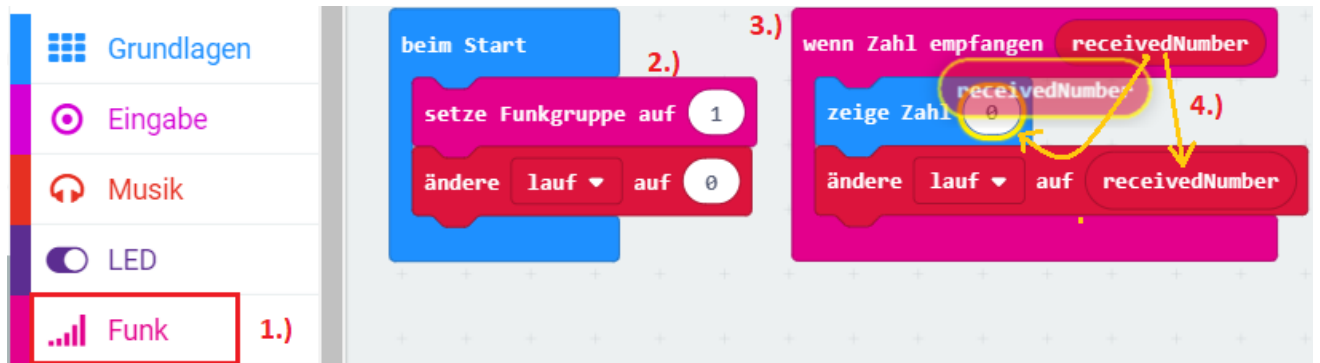 Grundlagen
Eingabe
Musik
LED
Funk 1.)
beim Start
2.)
setze Funkgruppe auf 1
ändere lauf auf 0
3.)
wenn Zahl empfangen receivedNumber
receivedNumber
4.)
zeige Zahl 0
ändere lauf auf receivedNumber